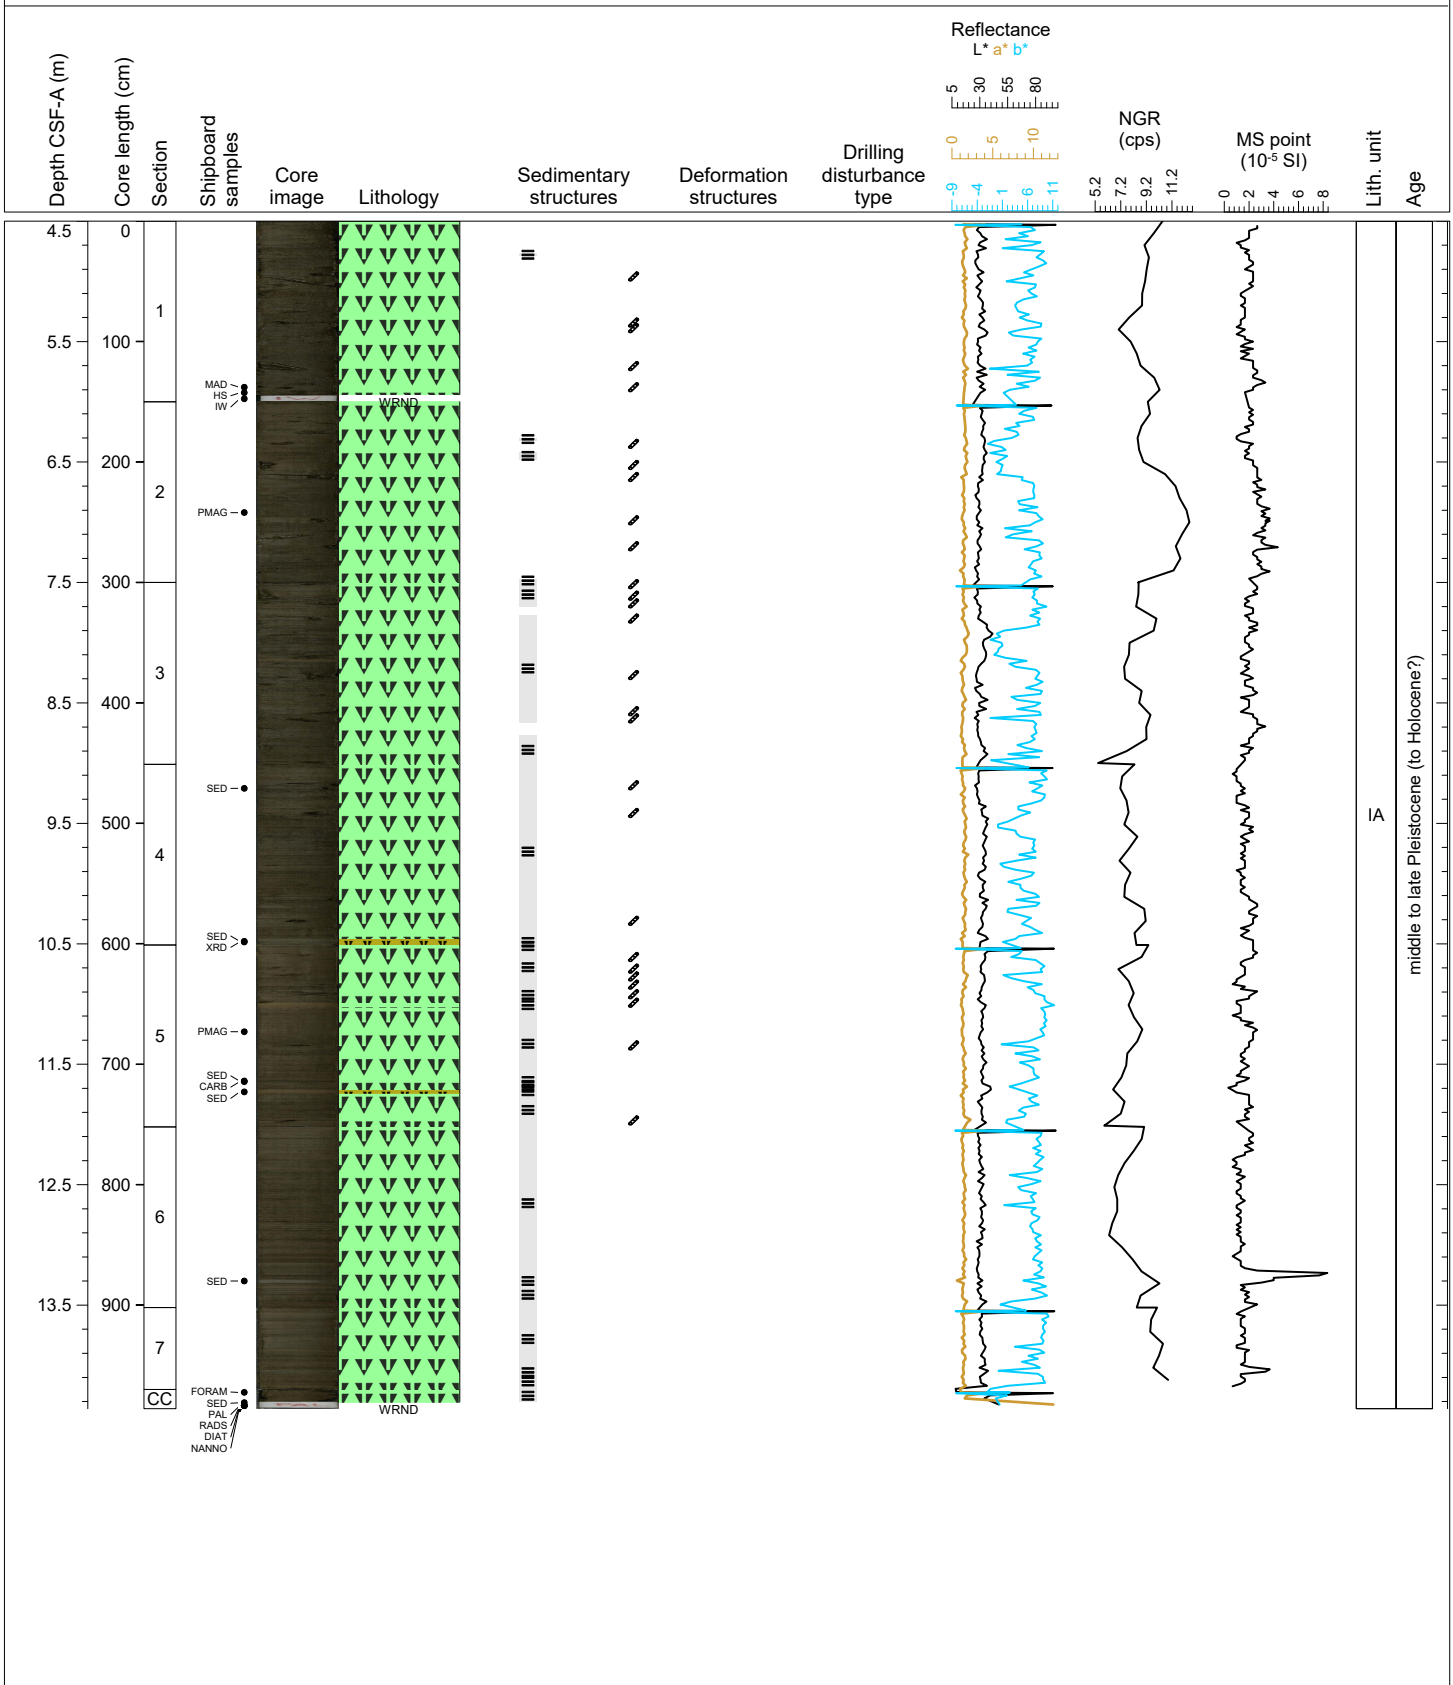 Reflectance
L* a* b*
5 30 55 80
0 5 10
-9 -4 1 6 11
Depth CSF-A (m)
Core length (cm)
Section
Shipboard
samples
Core
image
Lithology
Sedimentary
structures
Deformation
structures
Drilling
disturbance
type
NGR
(cps)
5.2 7.2 9.2 11.2
MS point
(10-5 SI)
0 2 4 6 8
Lith. unit
Age
4.5 0
1
5.5 100
MAD
HS
IW
WRND
6.5 200
2
PMAG
7.5 300
3
8.5 400
SED
9.5 500
4
SED
10.5 600
XRD
PMAG
5
11.5 700
SED
CARB
SED
12.5 800
6
SED
13.5 900
7
FORAM
CC
SED
PAL
WRND
RADS
DIAT
NANNO
IA
middle to late Pleistocene (to Holocene?)